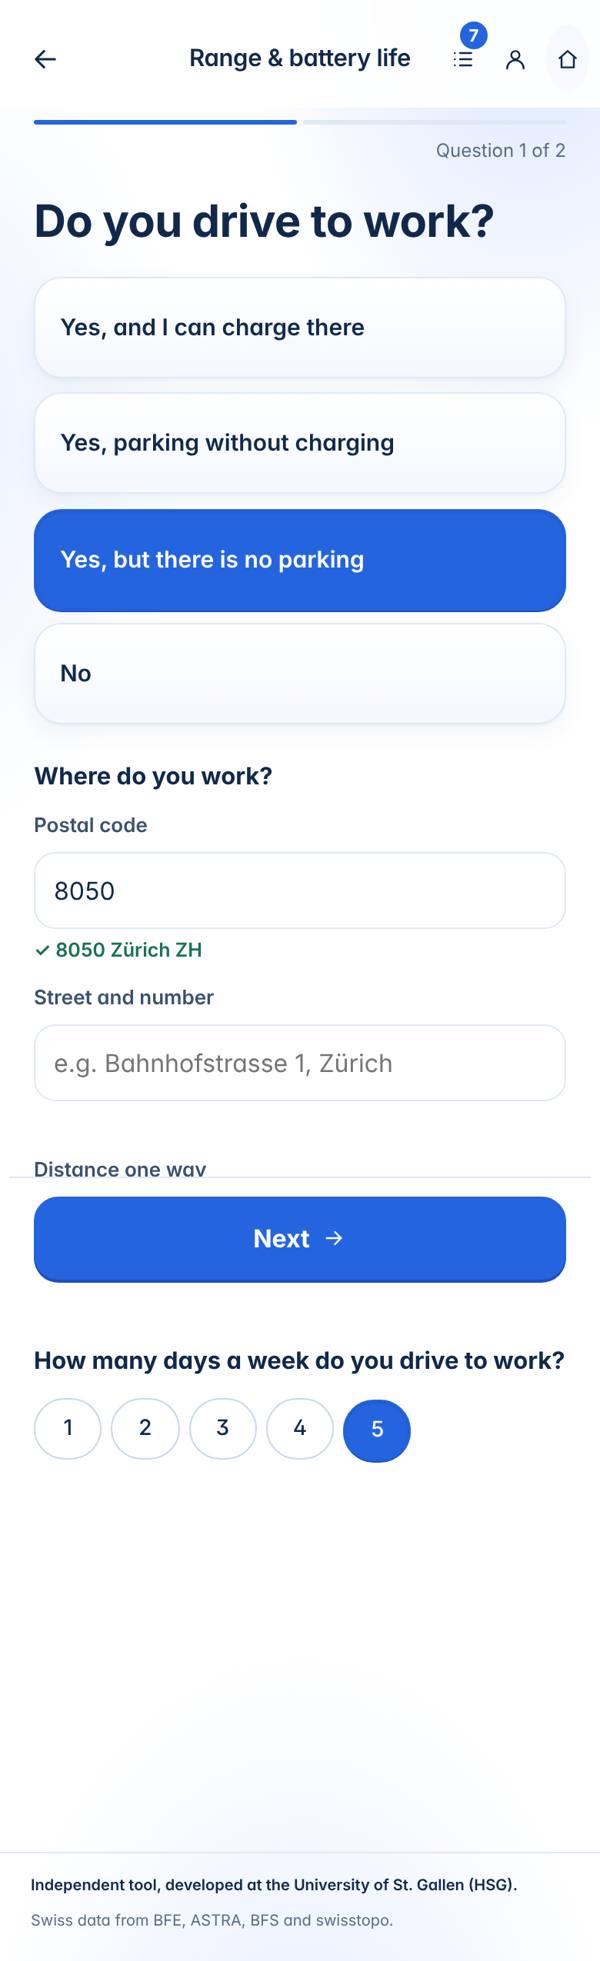 Range & battery life
7
Question 1 of 2
Do you drive to work?
Yes, and I can charge there
Yes, parking without charging
Yes, but there is no parking
No
Where do you work?
Postal code
8050
✓ 8050 Zürich ZH
Street and number
e.g. Bahnhofstrasse 1, Zürich
Distance one way
Next →
How many days a week do you drive to work?
1 2 3 4 5
Independent tool, developed at the University of St. Gallen (HSG).
Swiss data from BFE, ASTRA, BFS and swisstopo.